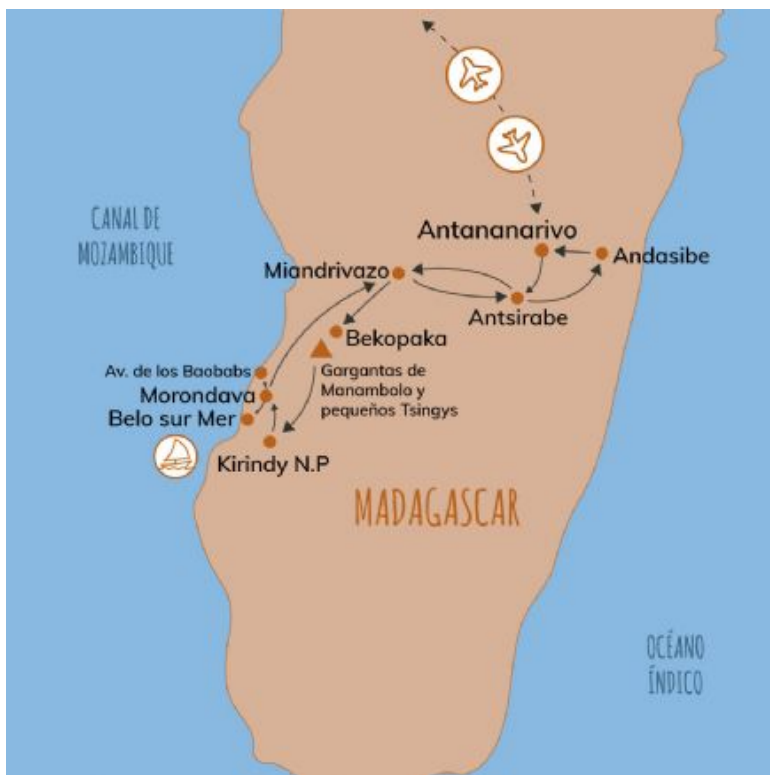 CANAL DE
MOZAMBIQUE
Antananarivo
Andasibe
Miandrivazo
Antsirabe
Bekopaka
Gargantas de
Manambolo y
pequeños Tsingys
Av. de los Baobabs
Morondava
Belo sur Mer
Kirindy N.P
MADAGASCAR
OCÉANO
ÍNDICO